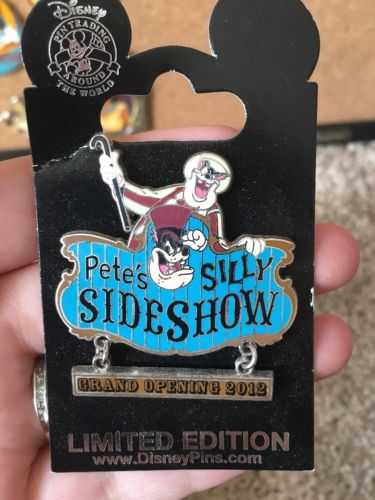 Disney
PIN TRADING
AROUND
THE WORLD
Pete's SILLY
SIDESHOW
GRAND OPENING 2012
LIMITED EDITION
www.DisneyPins.com